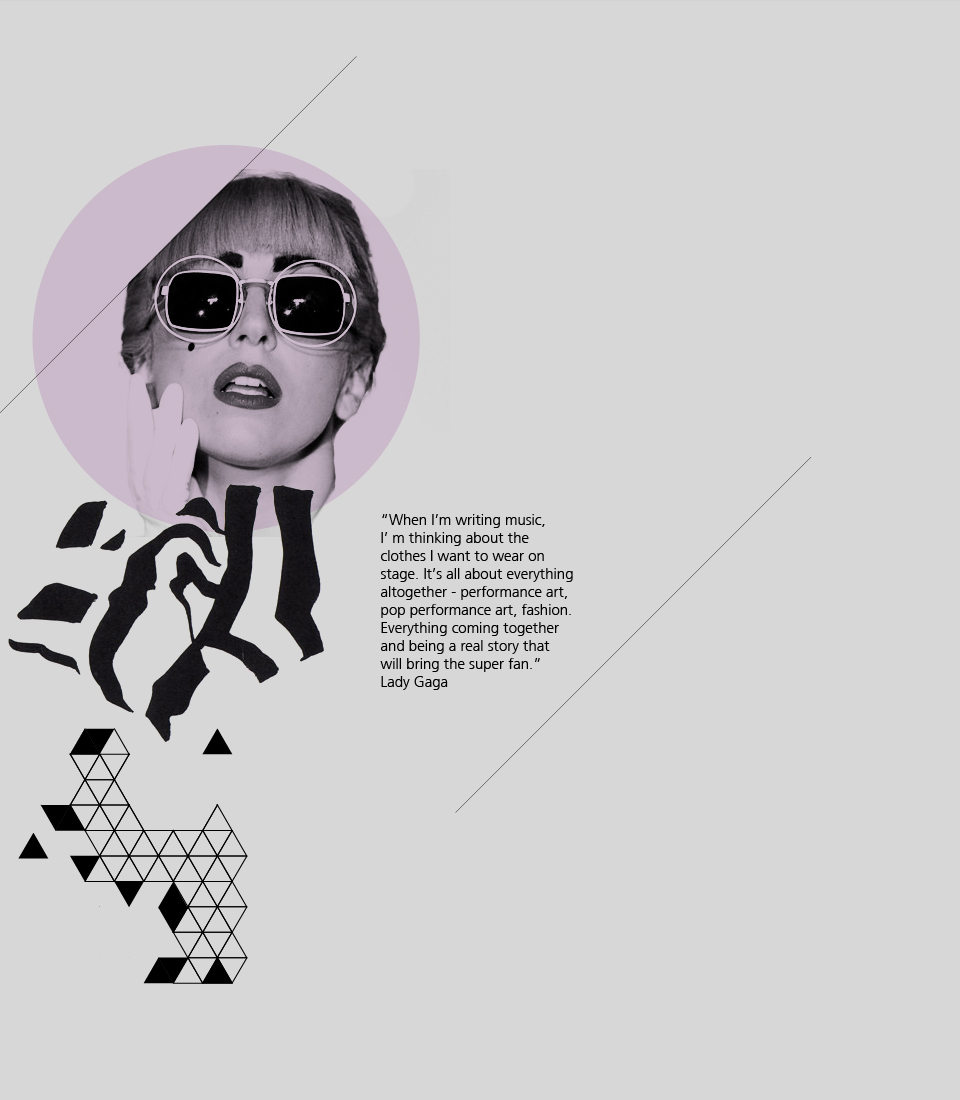 “When I’m writing music,
I’ m thinking about the
clothes I want to wear on
stage. It’s all about everything
altogether - performance art,
pop performance art, fashion.
Everything coming together
and being a real story that
will bring the super fan.”
Lady Gaga